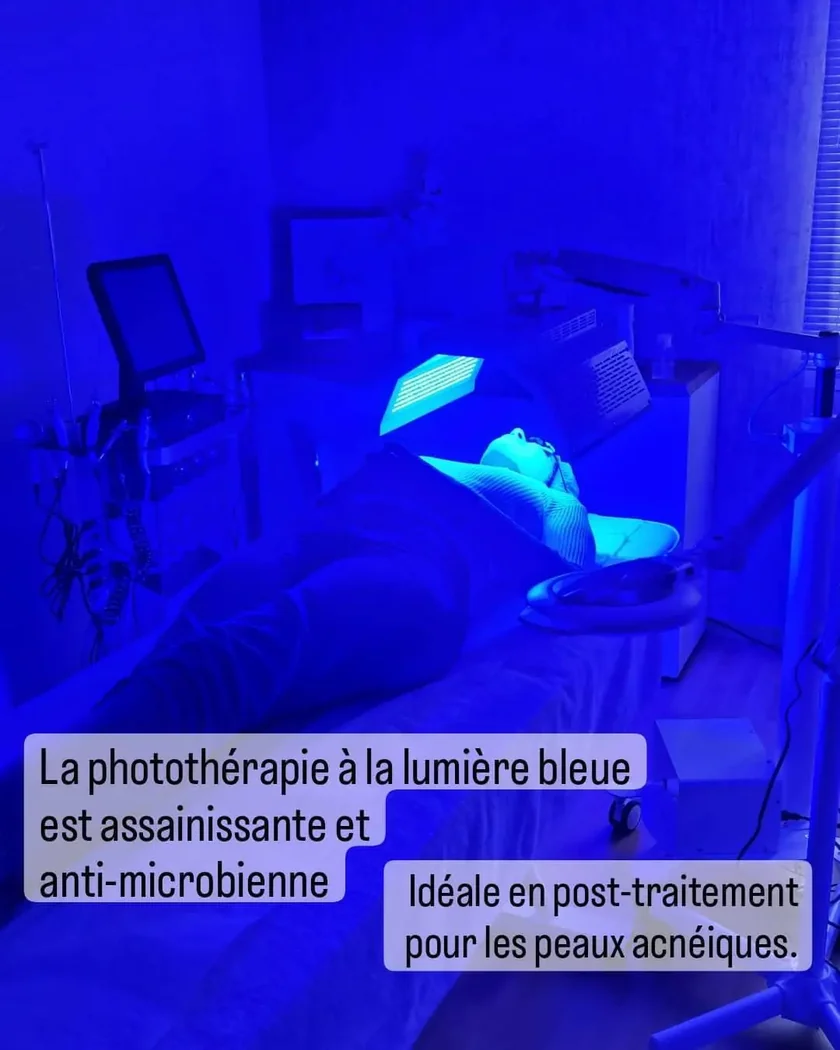 La photothérapie à la lumière bleue
est assainissante et
anti-microbienne
Idéale en post-traitement
pour les peaux acnéiques.